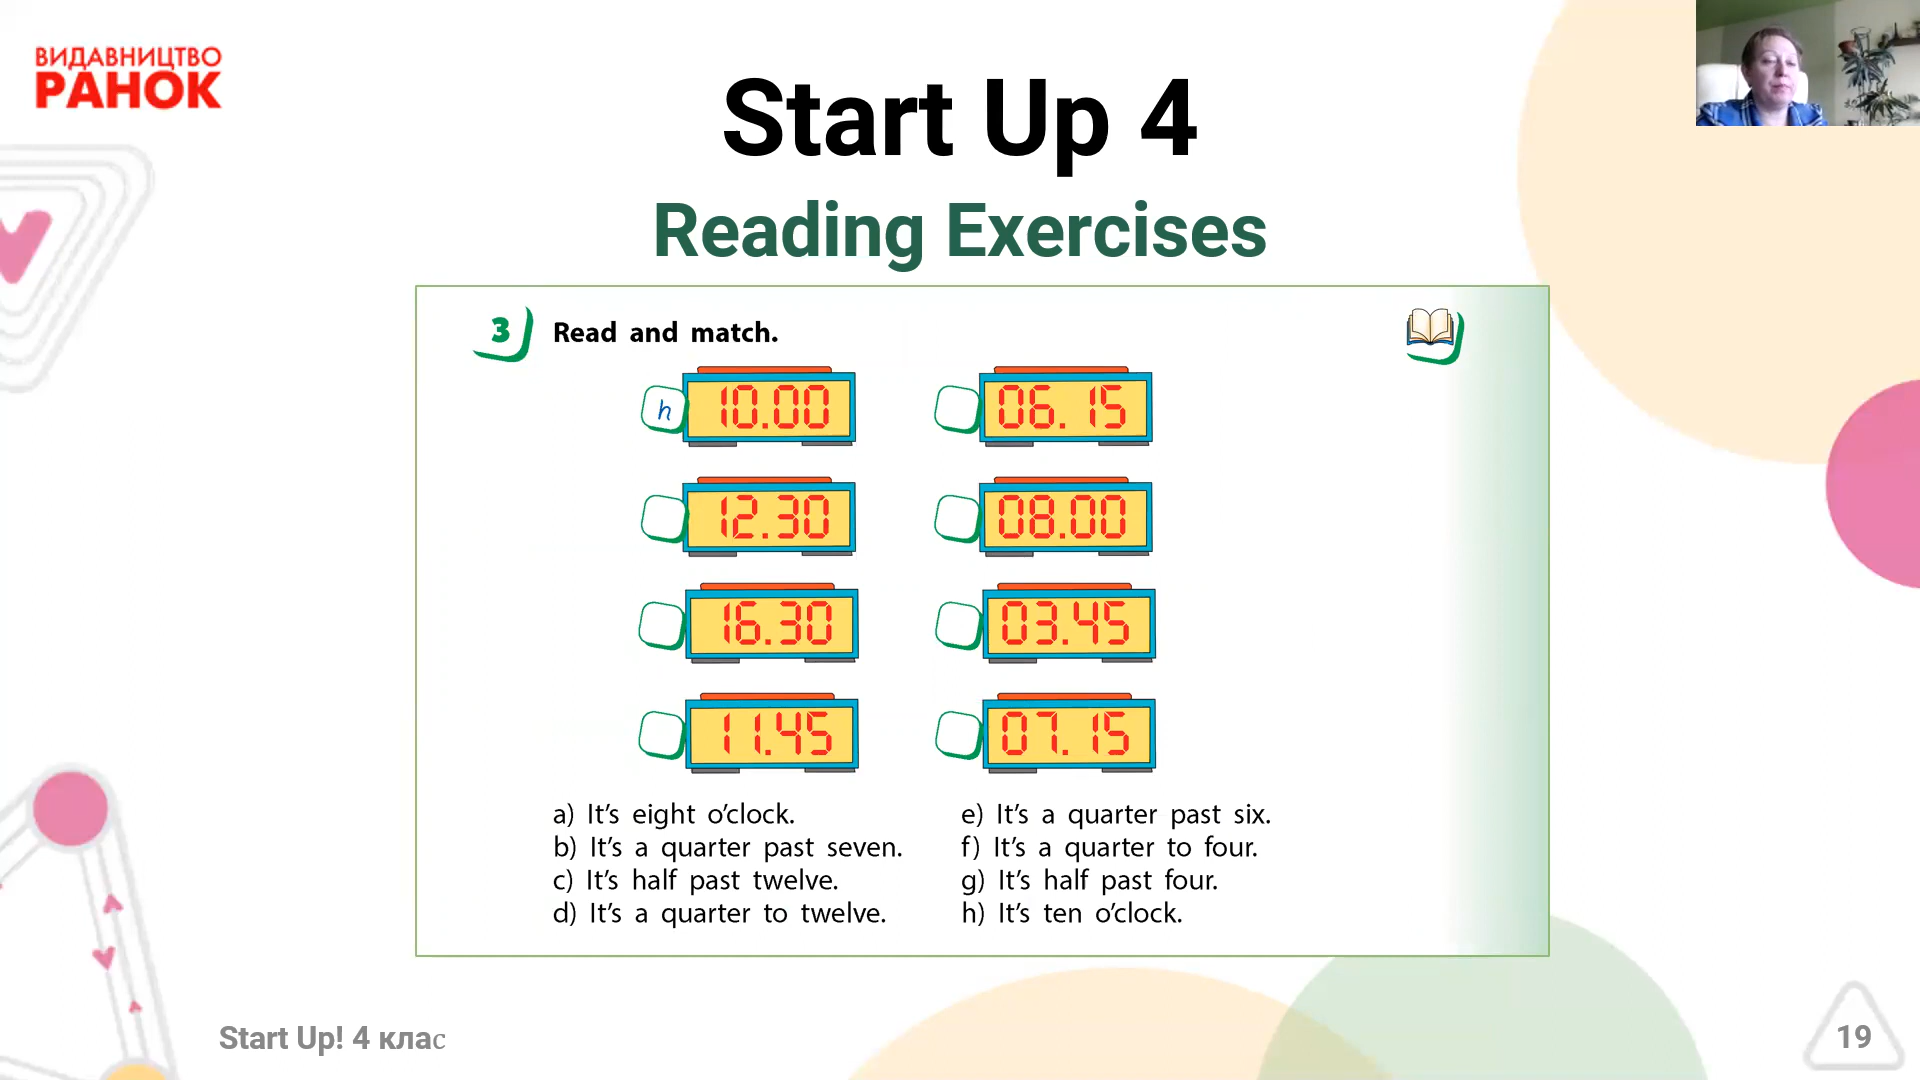 ВИДАВНИЦТВО
РАНОК
Start Up 4
Reading Exercises
3 Read and match.
h 10.00 06.15
12.30 08.00
16.30 03.45
11.45 07.15
a) It’s eight o’clock.
b) It’s a quarter past seven.
c) It’s half past twelve.
d) It’s a quarter to twelve.
e) It’s a quarter past six.
f) It’s a quarter to four.
g) It’s half past four.
h) It’s ten o’clock.
Start Up! 4 клас
19